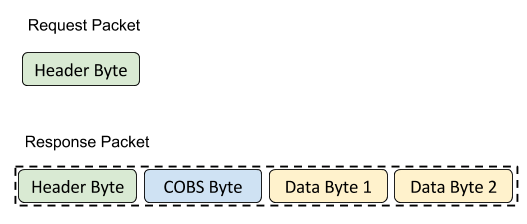 Request Packet
Header Byte
Response Packet
Header Byte COBS Byte Data Byte 1 Data Byte 2